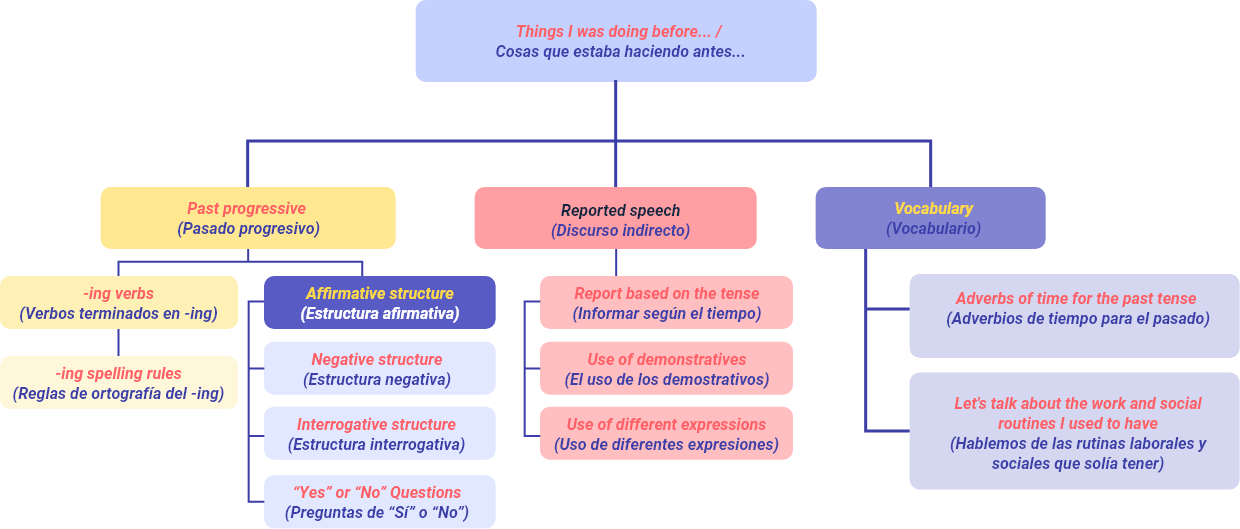 Things I was doing before... /
Cosas que estaba haciendo antes...
Past progressive
(Pasado progresivo)
-ing verbs
(Verbos terminados en -ing)
-ing spelling rules
(Reglas de ortografía del -ing)
Affirmative structure
(Estructura afirmativa)
Negative structure
(Estructura negativa)
Interrogative structure
(Estructura interrogativa)
“Yes” or “No” Questions
(Preguntas de “Sí” o “No”)
Reported speech
(Discurso indirecto)
Report based on the tense
(Informar según el tiempo)
Use of demonstratives
(El uso de los demostrativos)
Use of different expressions
(Uso de diferentes expresiones)
Vocabulary
(Vocabulario)
Adverbs of time for the past tense
(Adverbios de tiempo para el pasado)
Let's talk about the work and social
routines I used to have
(Hablemos de las rutinas laborales y
sociales que solía tener)